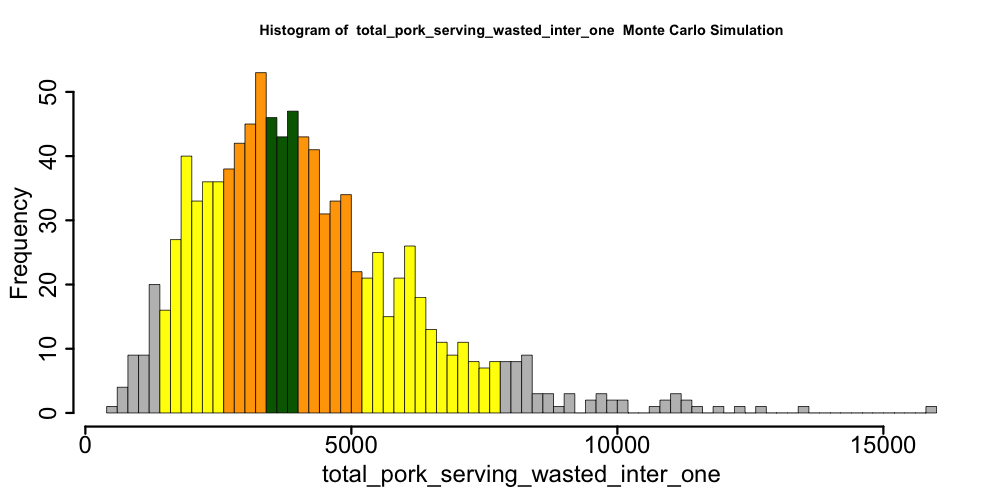 Histogram of total_pork_serving_wasted_inter_one Monte Carlo Simulation
Frequency
50
40
30
20
10
0
0 5000 10000 15000
total_pork_serving_wasted_inter_one